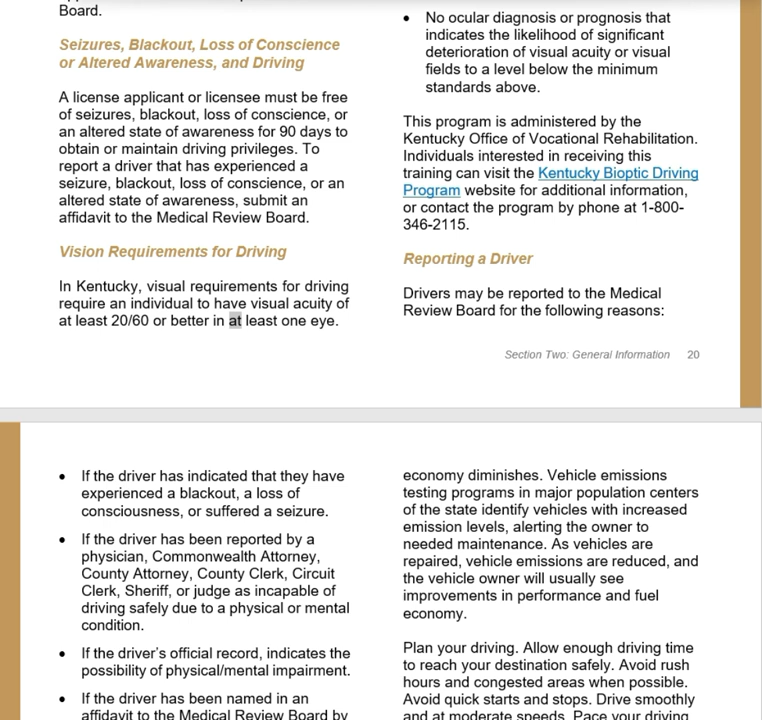 Board.
Seizures, Blackout, Loss of Conscience
or Altered Awareness, and Driving
A license applicant or licensee must be free
of seizures, blackout, loss of conscience, or
an altered state of awareness for 90 days to
obtain or maintain driving privileges. To
report a driver that has experienced a
seizure, blackout, loss of conscience, or an
altered state of awareness, submit an
affidavit to the Medical Review Board.
Vision Requirements for Driving
In Kentucky, visual requirements for driving
require an individual to have visual acuity of
at least 20/60 or better in at least one eye.
• No ocular diagnosis or prognosis that
indicates the likelihood of significant
deterioration of visual acuity or visual
fields to a level below the minimum
standards above.
This program is administered by the
Kentucky Office of Vocational Rehabilitation.
Individuals interested in receiving this
training can visit the Kentucky Bioptic Driving
Program website for additional information,
or contact the program by phone at 1-800-
346-2115.
Reporting a Driver
Drivers may be reported to the Medical
Review Board for the following reasons:
Section Two: General Information 20
• If the driver has indicated that they have
experienced a blackout, a loss of
consciousness, or suffered a seizure.
• If the driver has been reported by a
physician, Commonwealth Attorney,
County Attorney, County Clerk, Circuit
Clerk, Sheriff, or judge as incapable of
driving safely due to a physical or mental
condition.
• If the driver's official record, indicates the
possibility of physical/mental impairment.
• If the driver has been named in an
affidavit to the Medical Review Board by
economy diminishes. Vehicle emissions
testing programs in major population centers
of the state identify vehicles with increased
emission levels, alerting the owner to
needed maintenance. As vehicles are
repaired, vehicle emissions are reduced, and
the vehicle owner will usually see
improvements in performance and fuel
economy.
Plan your driving. Allow enough driving time
to reach your destination safely. Avoid rush
hours and congested areas when possible.
Avoid quick starts and stops. Drive smoothly
and at moderate speeds. Pace your driving